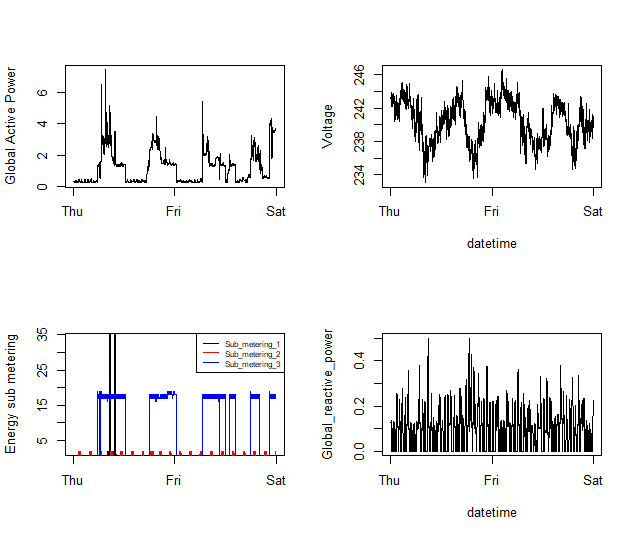 Global Active Power
6
4
2
0
Thu
Fri
Sat
Voltage
246
242
238
234
Thu
Fri
Sat
datetime
Energy sub metering
35
25
15
5
Sub_metering_1
Sub_metering_2
Sub_metering_3
Thu
Fri
Sat
Global_reactive_power
0.4
0.2
0.0
Thu
Fri
Sat
datetime